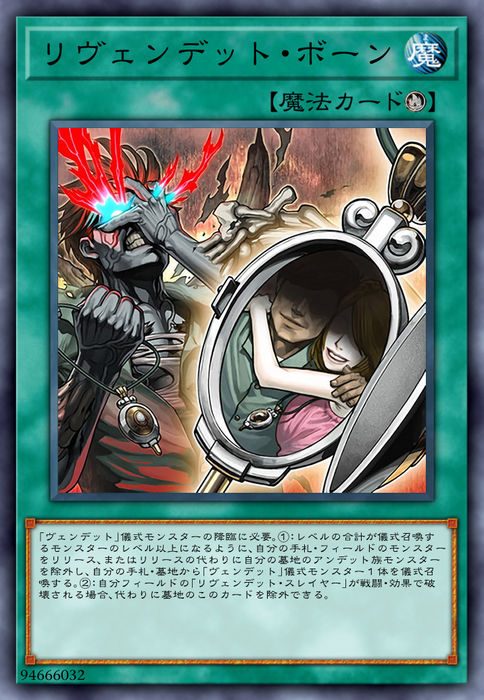 リヴェンデット・ボーン
魔
【魔法カード】
「ヴェンデット」儀式モンスターの降臨に必要。①：レベルの合計が儀式召喚す
るモンスターのレベル以上になるように、自分の手札・フィールドのモンスター
をリリース、またはリリースの代わりに自分の墓地のアンデット族モンスター
を除外し、自分の手札・墓地から「ヴェンデット」儀式モンスター１体を儀式召
喚する。②：自分フィールドの「リヴェンデット・スレイヤー」が戦闘・効果で破
壊される場合、代わりに墓地のこのカードを除外できる。
94666032